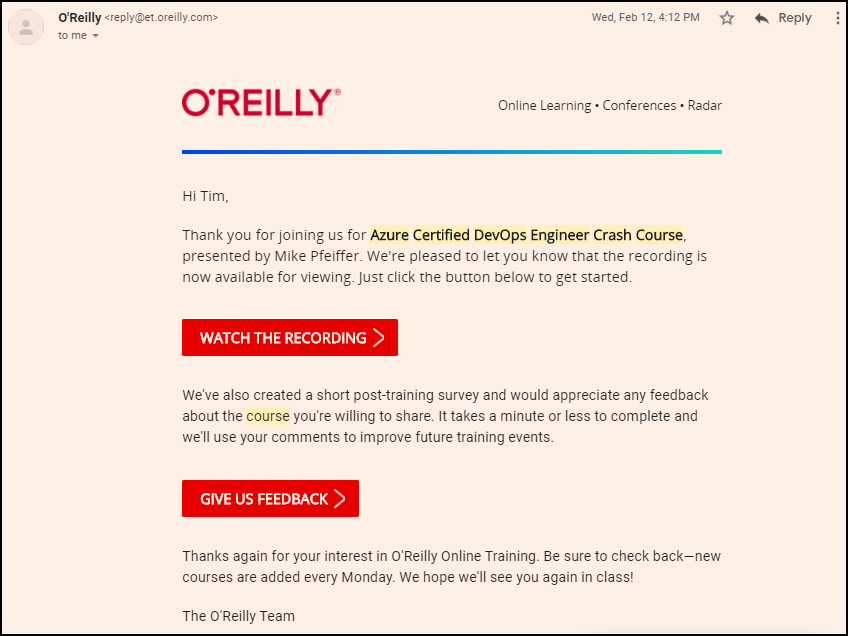 O'Reilly <reply@et.oreilly.com>
Wed, Feb 12, 4:12 PM
Reply
to me
O'REILLY®
Online Learning • Conferences • Radar
Hi Tim,
Thank you for joining us for Azure Certified DevOps Engineer Crash Course,
presented by Mike Pfeiffer. We're pleased to let you know that the recording is
now available for viewing. Just click the button below to get started.
WATCH THE RECORDING
We've also created a short post-training survey and would appreciate any feedback
about the course you're willing to share. It takes a minute or less to complete and
we'll use your comments to improve future training events.
GIVE US FEEDBACK
Thanks again for your interest in O'Reilly Online Training. Be sure to check back—new
courses are added every Monday. We hope we'll see you again in class!
The O'Reilly Team